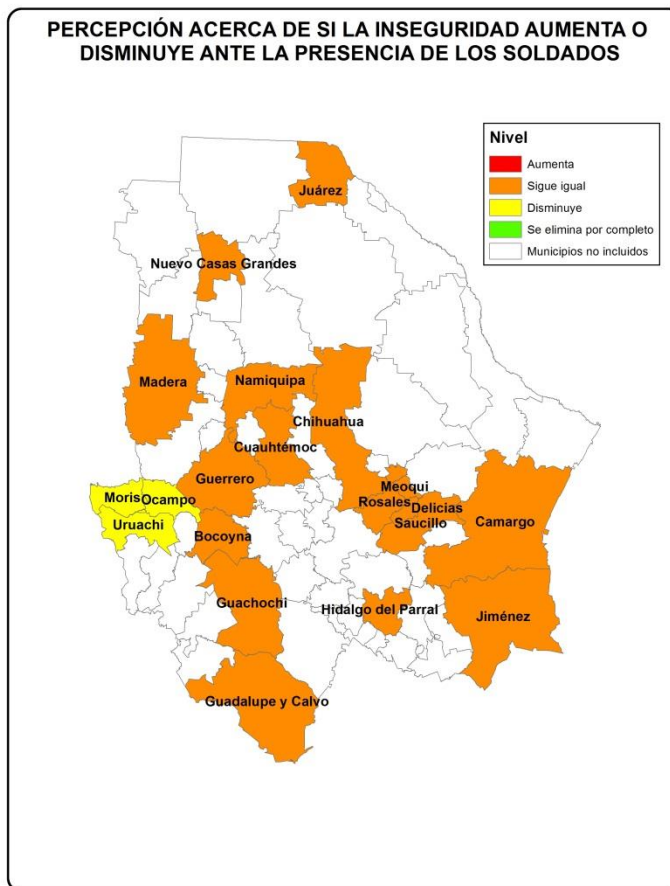 PERCEPCIÓN ACERCA DE SI LA INSEGURIDAD AUMENTA O
DISMINUYE ANTE LA PRESENCIA DE LOS SOLDADOS
Nivel
Aumenta
Sigue igual
Disminuye
Se elimina por completo
Municipios no incluidos
Juárez
Nuevo Casas Grandes
Madera
Namiquipa
Chihuahua
Cuauhtémoc
Guerrero
Meoqui
Moris
Ocampo
Rosales
Delicias
Uruachi
Saucillo
Camargo
Bocoyna
Guachochi
Hidalgo del Parral
Jiménez
Guadalupe y Calvo